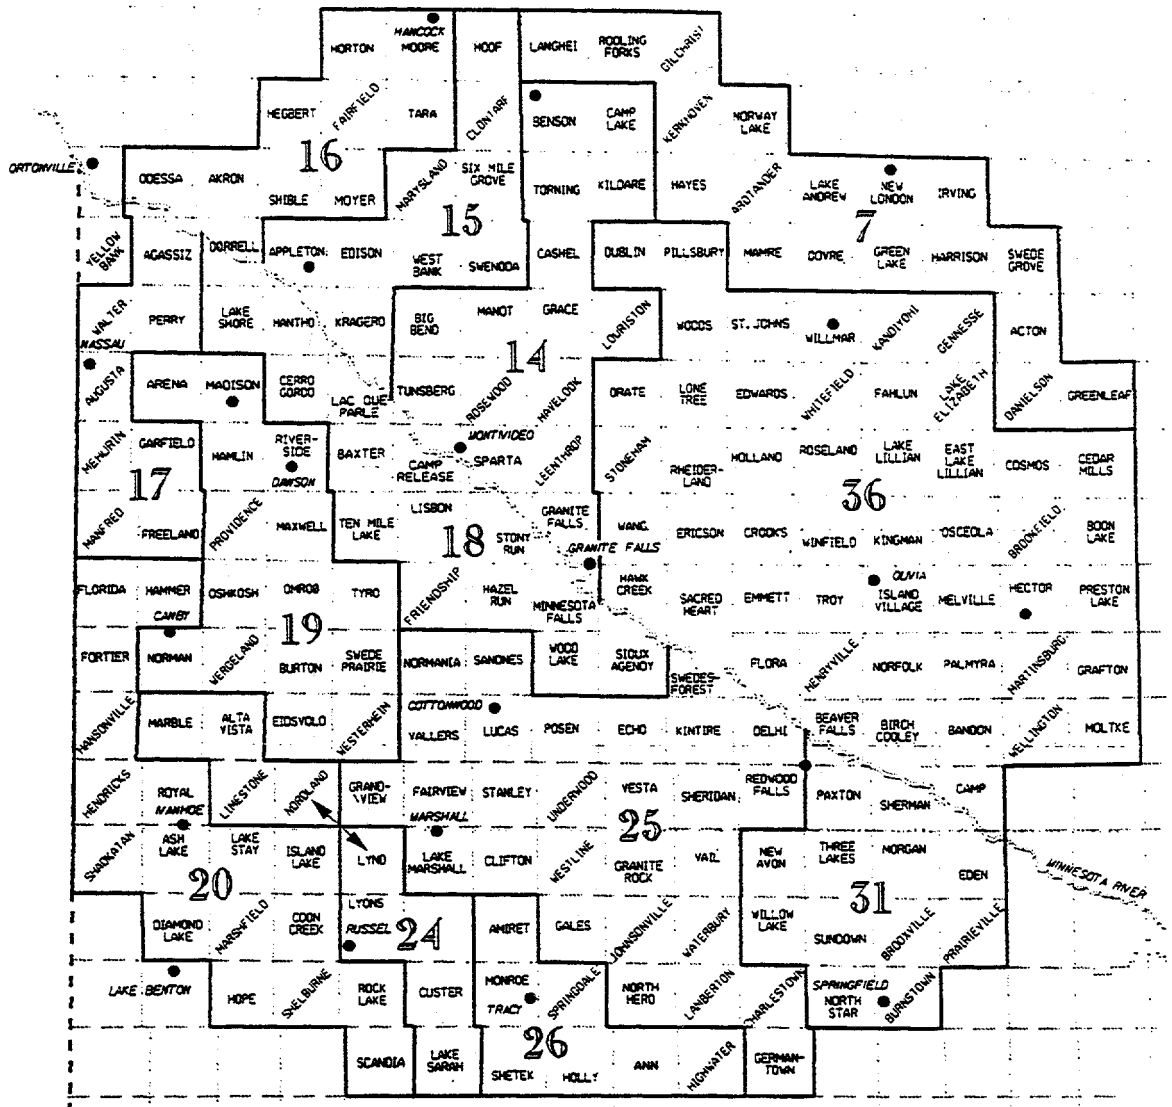 HANCOCK
HORTON
MOORE
HOOF
LANGHEI
ROOLING
FORKS
GILCHRIST
HEGBERT
FAIRFIELD
TARA
CLONTARF
BENSON
CAMP
LAKE
KERKHOVEN
NORWAY
LAKE
ORTONVILLE
ODESSA
AKRON
16
SHIBLE
MOYER
MARYSLAND
SIX MILE
GROVE
TORNING
KILDARE
HAYES
ARDTANDER
LAKE
ANDREW
NEW
LONDON
IRVING
15
7
YELLOW
BANK
AGASSIZ
DORRELL
APPLETON
EDISON
WEST
BANK
SWENODA
CASHEL
DUBLIN
PILLSBURY
MAMRE
DOVRE
GREEN
LAKE
HARRISON
SWEDE
GROVE
WALTER
PERRY
LAKE
SHORE
HANTHO
KRAGERO
BIG
BEND
MANOT
GRACE
LOURISTON
WOODS
ST. JOHNS
WILLMAR
KANDIYOHI
GENNESSE
ACTON
NASSAU
14
AUGUSTA
ARENA
MADISON
CERRO
GORDO
LAC QUE
PARLE
TUNSBERG
ROSEWOOD
HAVELOOK
ORATE
LONE
TREE
EDWARDS
WHITEFIELD
FAHLUN
LAKE
ELIZABETH
DANIELSON
GREENLEAF
MEHURIN
GARFIELD
HAMLIN
RIVER-
SIDE
DAWSON
BAXTER
CAMP
RELEASE
MONTIVIDEO
SPARTA
LEENTHROP
STONEHAM
RHEIDER-
LAND
HOLLAND
ROSELAND
LAKE
LILLIAN
EAST
LAKE
LILLIAN
COSMOS
CEDAR
MILLS
17
36
MANFRED
FREELAND
PROVIDENCE
MAXWELL
TEN MILE
LAKE
LISBON
18
STONY
RUN
GRANITE
FALLS
WANG
ERICSON
CROOKS
WINFIELD
KINGMAN
OSCEOLA
BROOKFIELD
BOON
LAKE
GRANITE FALLS
FLORIDA
HAMMER
OSHKOSH
OMROB
TYRO
FRIENDSHIP
HAZEL
RUN
MINNESOTA
FALLS
HAWK
CREEK
SACRED
HEART
EMMETT
TROY
OLIVIA
ISLAND
VILLAGE
MELVILLE
HECTOR
PRESTON
LAKE
CANBY
19
FORTIER
NORMAN
WERGELAND
BURTON
SWEDE
PRAIRIE
NORMANIA
SANDNES
WOOD
LAKE
SIOUX
AGENCY
SWEDES-
FOREST
FLORA
HENRYVILLE
NORFOLK
PALMYRA
MARTINSBURG
GRAFTON
HANSONVILLE
MARBLE
ALTA
VISTA
EIDSVOLO
WESTERHEIN
COTTONWOOD
VALLERS
LUCAS
POSEN
ECHO
KINTIRE
DELHI
BEAVER
FALLS
BIRCH
COOLEY
BANDON
WELLINGTON
MOLTKE
HENDRICKS
ROYAL
IVANHOE
LIMESTONE
NORDLAND
GRAND-
VIEW
FAIRVIEW
STANLEY
UNDERWOOD
VESTA
SHERIDAN
REDWOOD
FALLS
PAXTON
SHERMAN
CAMP
MARSHALL
25
SHAOKATAN
ASH
LAKE
LAKE
STAY
ISLAND
LAKE
LYND
LAKE
MARSHALL
CLIFTON
WESTLINE
GRANITE
ROCK
VAIL
NEW
AVON
THREE
LAKES
MORGAN
EDEN
MINNESOTA RIVER
20
31
DIAMOND
LAKE
MARSHFIELD
COON
CREEK
LYONS
RUSSEL
24
AMIRET
GALES
JOHNSONVILLE
WATERBURY
WILLOW
LAKE
SUNDOWN
BROOKVILLE
PRAIRIEVILLE
LAKE BENTON
HOPE
SHELBURNE
ROCK
LAKE
CUSTER
MONROE
TRACY
SPRINGDALE
NORTH
HERO
LANBERTON
CHARLESTOWN
SPRINGFIELD
NORTH
STAR
BURNSTOWN
26
SCANDIA
LAKE
SARAH
SHETEK
HOLLY
ANN
HIGHWATER
GERMAN-
TOWN